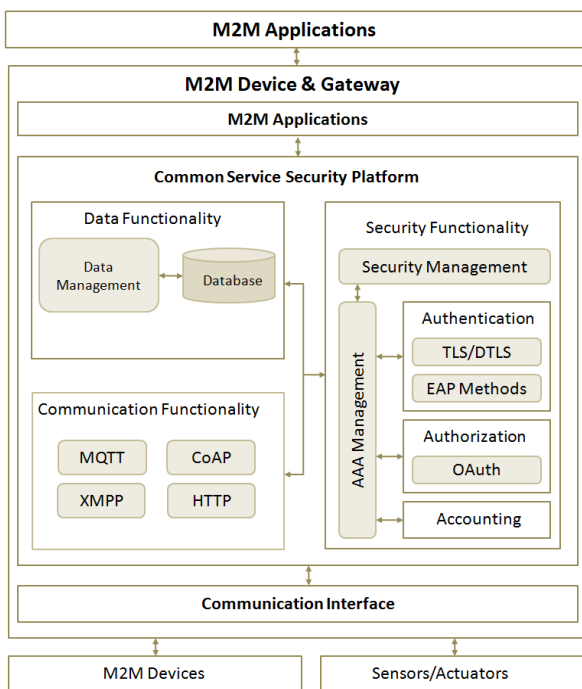 M2M Applications
M2M Device & Gateway
M2M Applications
Common Service Security Platform
Data Functionality
Data
Management
Database
Communication Functionality
MQTT
CoAP
XMPP
HTTP
Security Functionality
Security Management
AAA Management
Authentication
TLS/DTLS
EAP Methods
Authorization
OAuth
Accounting
Communication Interface
M2M Devices
Sensors/Actuators